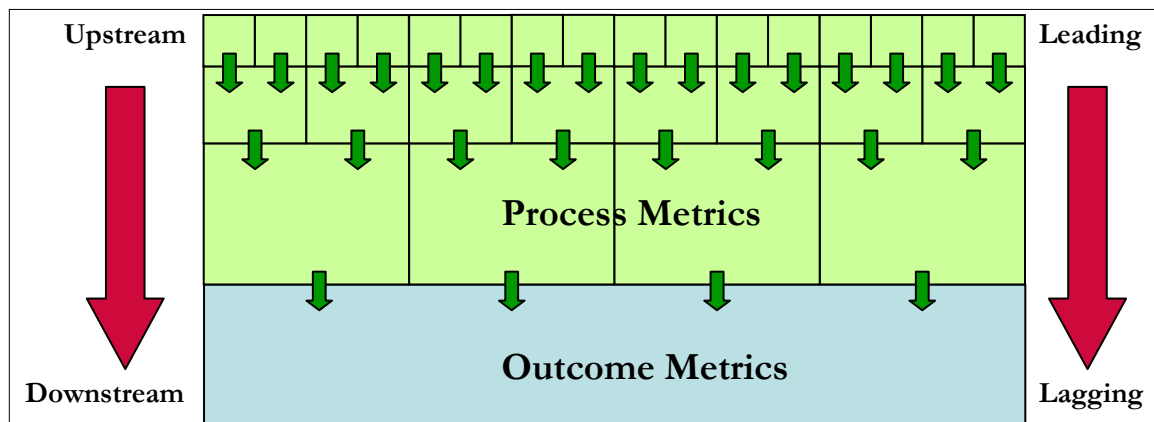 Upstream
Leading
Process Metrics
Outcome Metrics
Downstream
Lagging